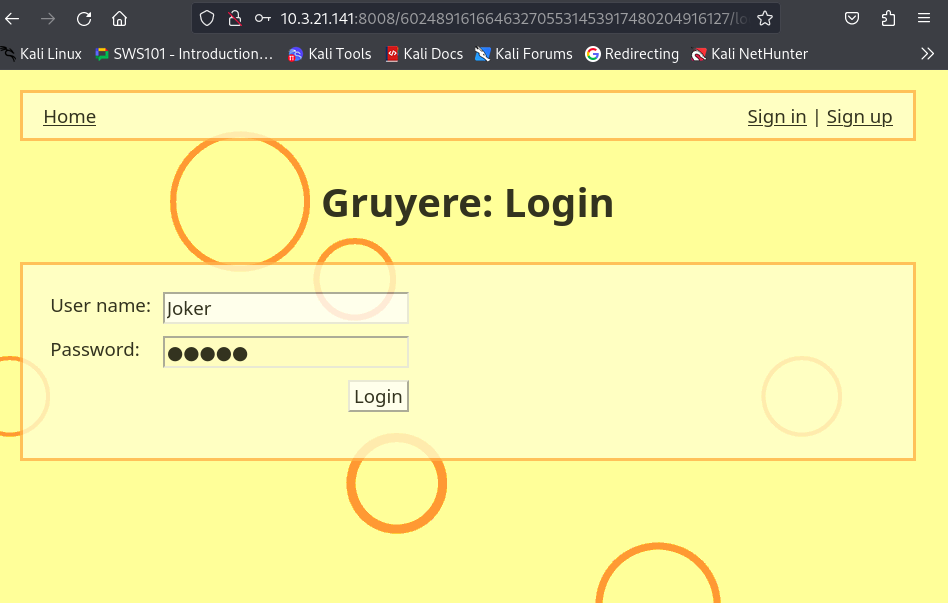 10.3.21.141:8008/602489161664632705531453917480204916127/lo
Kali Linux SWS101 - Introduction... Kali Tools Kali Docs Kali Forums Redirecting Kali NetHunter
Home Sign in | Sign up
Gruyere: Login
User name: Joker
Password: ●●●●●
Login